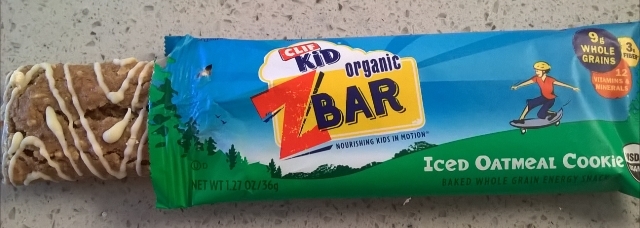 CLIF
KID
organic
ZBAR
NOURISHING KIDS IN MOTION
9g
WHOLE
GRAINS
3g
FIBER
12
VITAMINS &
MINERALS
ICED OATMEAL COOKIE
BAKED WHOLE GRAIN ENERGY SNACK
NET WT 1.27 OZ/36g